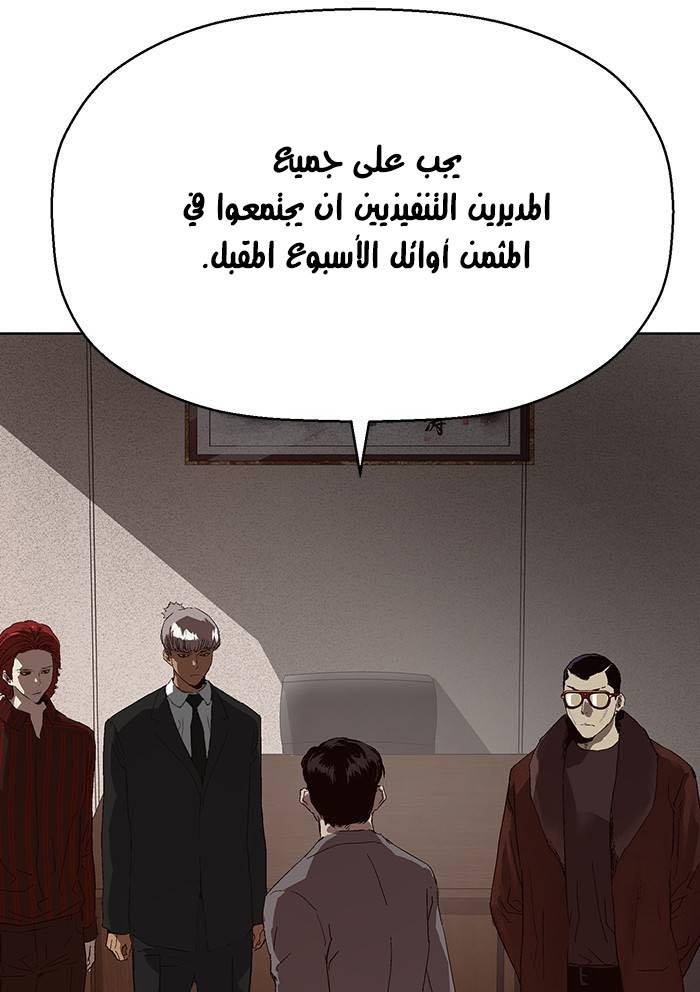 يجب على جميع
المديرين التنفيذيين ان يجتمعوا في
المثمن أوائل الأسبوع المقبل.